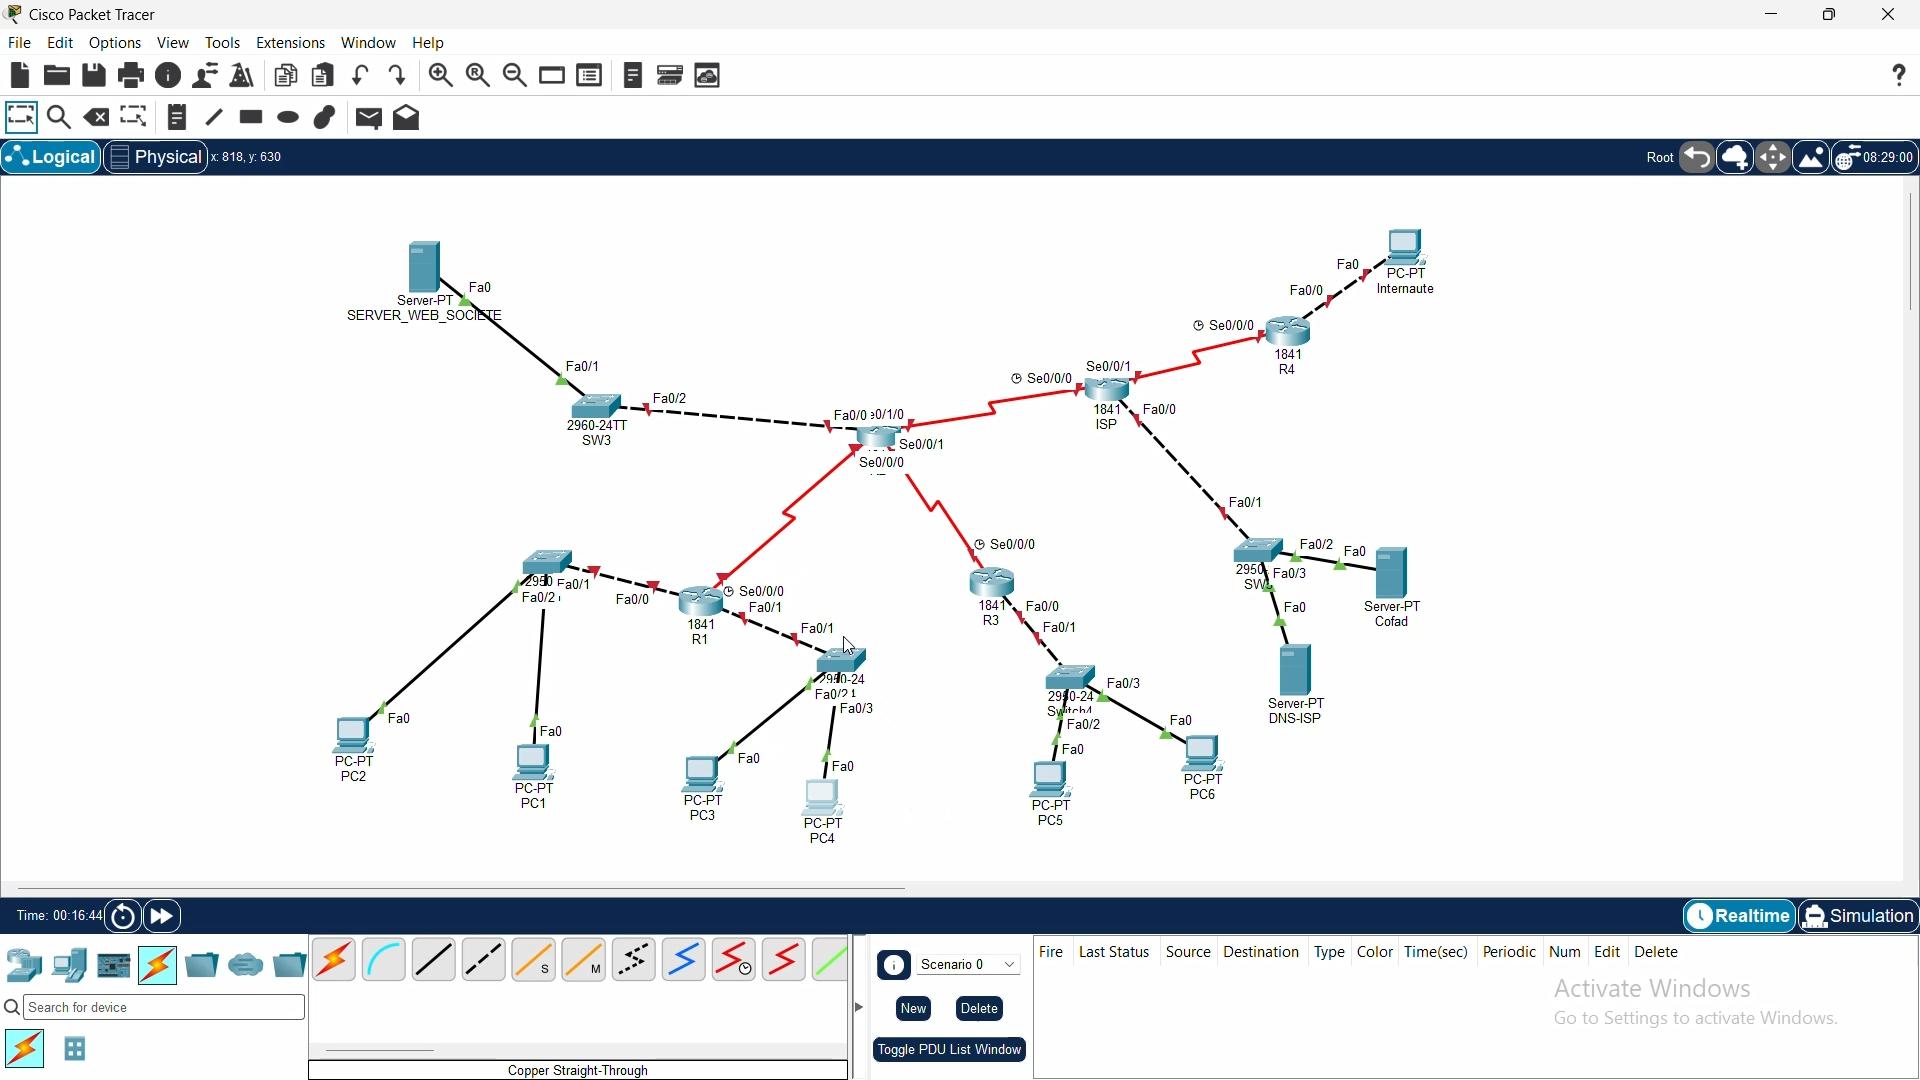 Cisco Packet Tracer
File Edit Options View Tools Extensions Window Help
Logical Physical x: 818, y: 630
Root 08:29:00
Server-PT
SERVER_WEB_SOCIETE
Fa0
Fa0/1
2960-24TT
SW3
Fa0/2
Fa0/0
Se0/0/1
Se0/0/0
Se0/0/0
Se0/0/1
1841
ISP
Fa0/0
Se0/0/0
1841
R4
Fa0/0
Fa0
PC-PT
Internaute
Fa0/1
Fa0/2
Fa0
Fa0/3
Fa0
Server-PT
Cofad
Server-PT
DNS-ISP
2950
Fa0/1
Fa0/2
Fa0/0
1841
R1
Se0/0/0
Fa0/1
Fa0/1
Fa0/3
Se0/0/0
1841
R3
Fa0/0
Fa0/1
Fa0/3
Fa0/2
Switch4
Fa0
PC-PT
PC2
Fa0
PC-PT
PC1
Fa0
PC-PT
PC3
Fa0
PC-PT
PC4
Fa0
PC-PT
PC5
Fa0
PC-PT
PC6
Time: 00:16:44
Realtime Simulation
Search for device
S M
Copper Straight-Through
Scenario 0
New Delete
Toggle PDU List Window
Fire Last Status Source Destination Type Color Time(sec) Periodic Num Edit Delete
Activate Windows
Go to Settings to activate Windows.